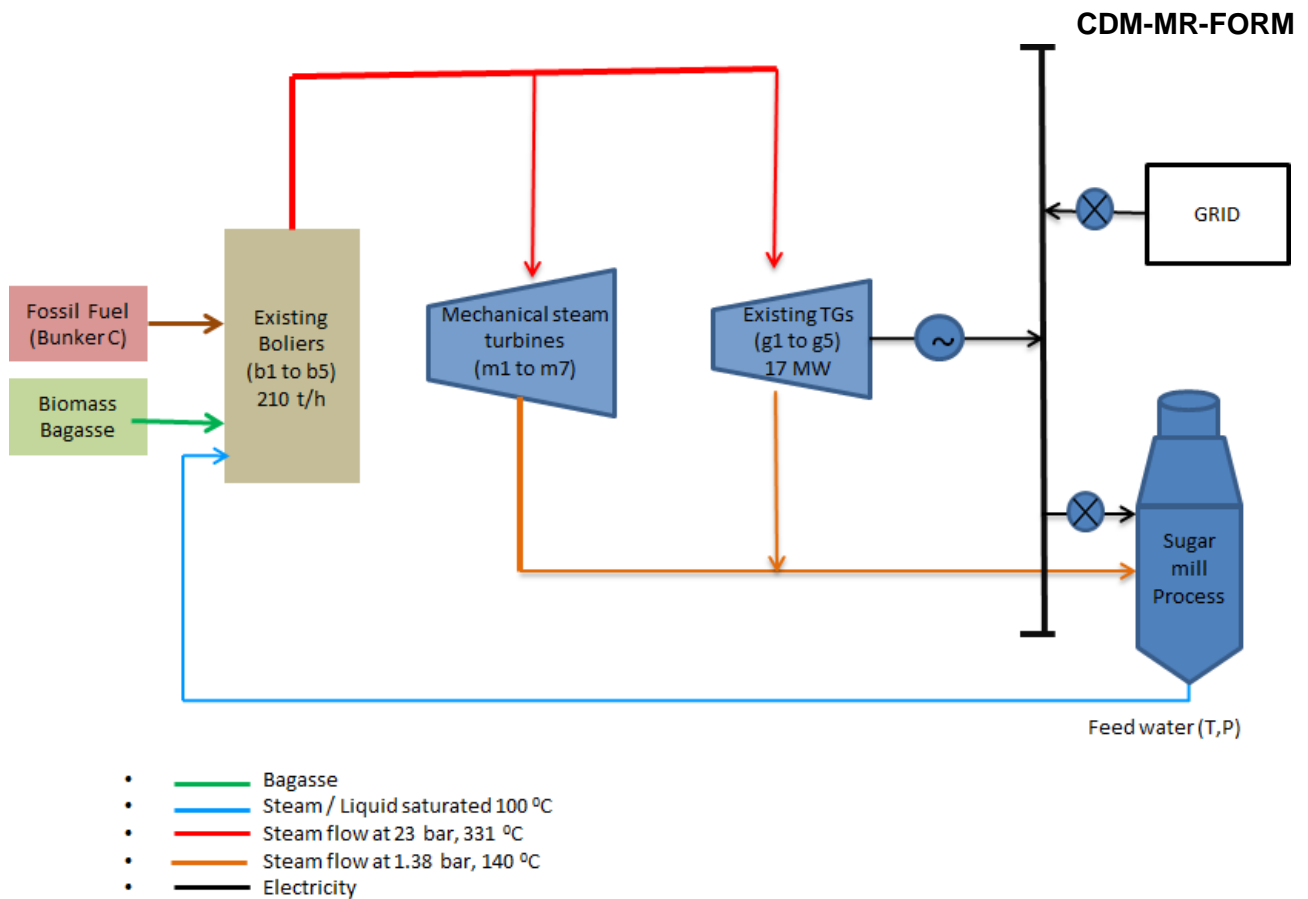 CDM-MR-FORM
GRID
Fossil Fuel
(Bunker C)
Biomass
Bagasse
Existing
Boliers
(b1 to b5)
210 t/h
Mechanical steam
turbines
(m1 to m7)
Existing TGs
(g1 to g5)
17 MW
~
Sugar
mill
Process
Feed water (T,P)
• Bagasse
• Steam / Liquid saturated 100 ⁰C
• Steam flow at 23 bar, 331 ⁰C
• Steam flow at 1.38 bar, 140 ⁰C
• Electricity